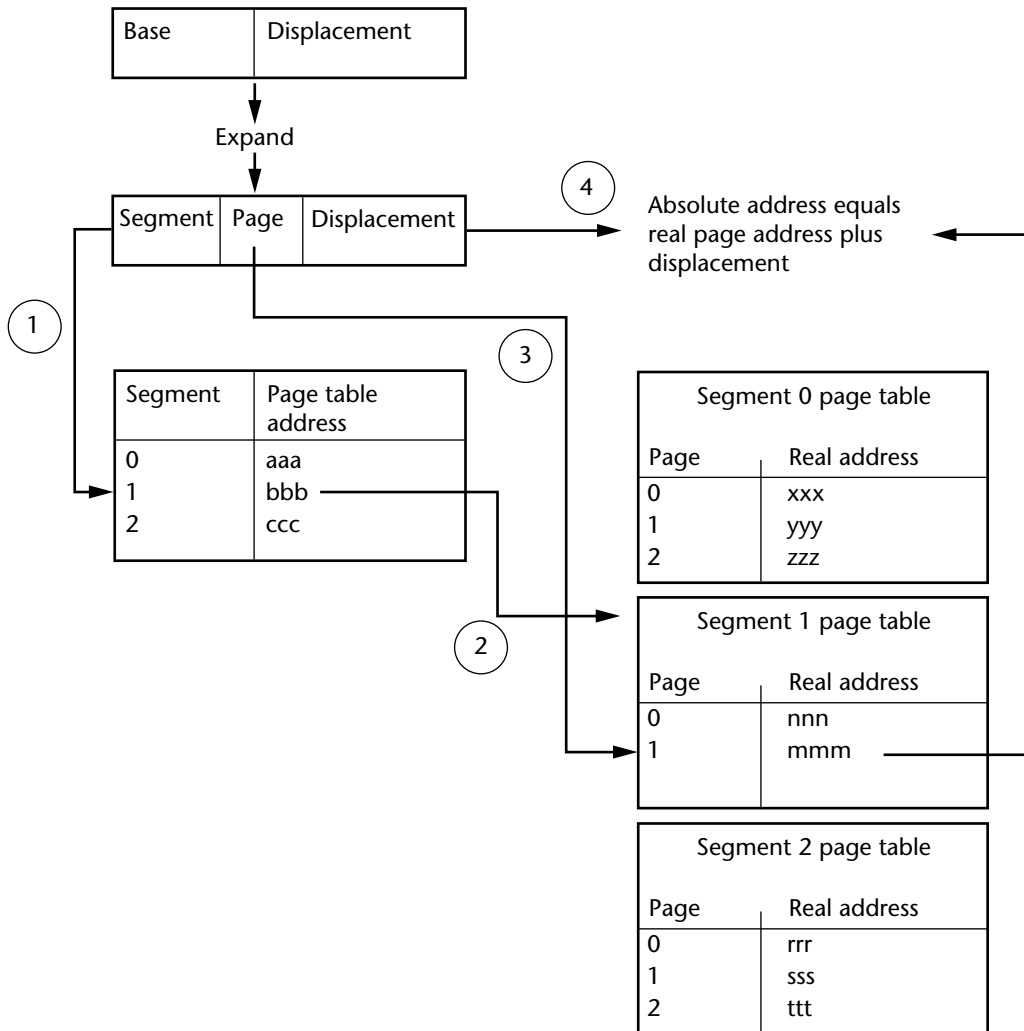 Base Displacement
Expand
Segment Page Displacement
4
Absolute address equals
real page address plus
displacement
1
3
Segment Page table
address
0 aaa
1 bbb
2 ccc
2
Segment 0 page table
Page Real address
0 xxx
1 yyy
2 zzz
Segment 1 page table
Page Real address
0 nnn
1 mmm
Segment 2 page table
Page Real address
0 rrr
1 sss
2 ttt